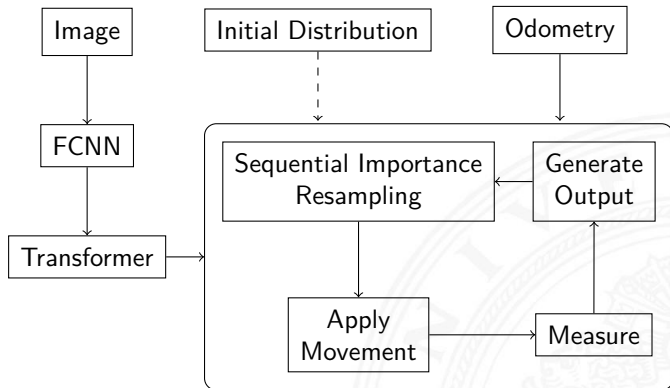 Image
Initial Distribution
Odometry
FCNN
Sequential Importance
Resampling
Generate
Output
Transformer
Apply
Movement
Measure